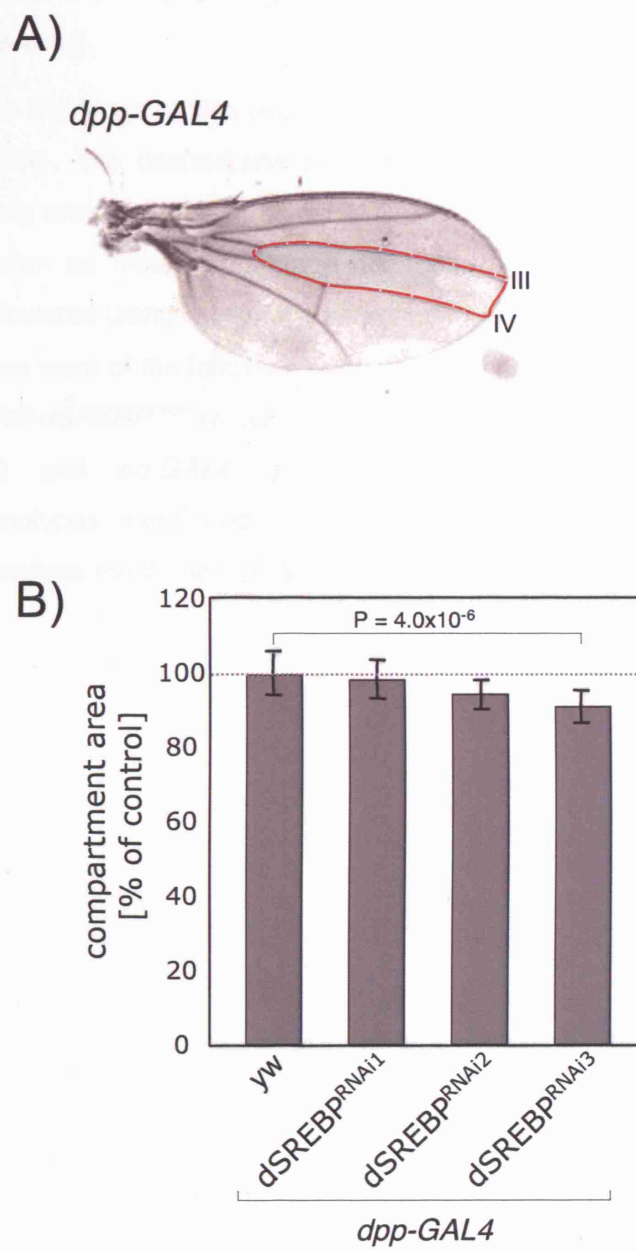 A)
dpp-GAL4
III
IV
B)
120
100
80
60
40
20
0
compartment area
[% of control]
P = 4.0x10⁻⁶
yw
dSREBPᴿᴺᴬⁱ¹
dSREBPᴿᴺᴬⁱ²
dSREBPᴿᴺᴬⁱ³
dpp-GAL4